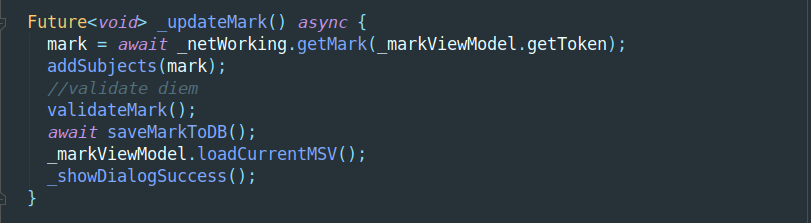 Future<void> _updateMark() async {
  mark = await _netWorking.getMark(_markViewModel.getToken);
  addSubjects(mark);
  //validate diem
  validateMark();
  await saveMarkToDB();
  _markViewModel.loadCurrentMSV();
  _showDialogSuccess();
}